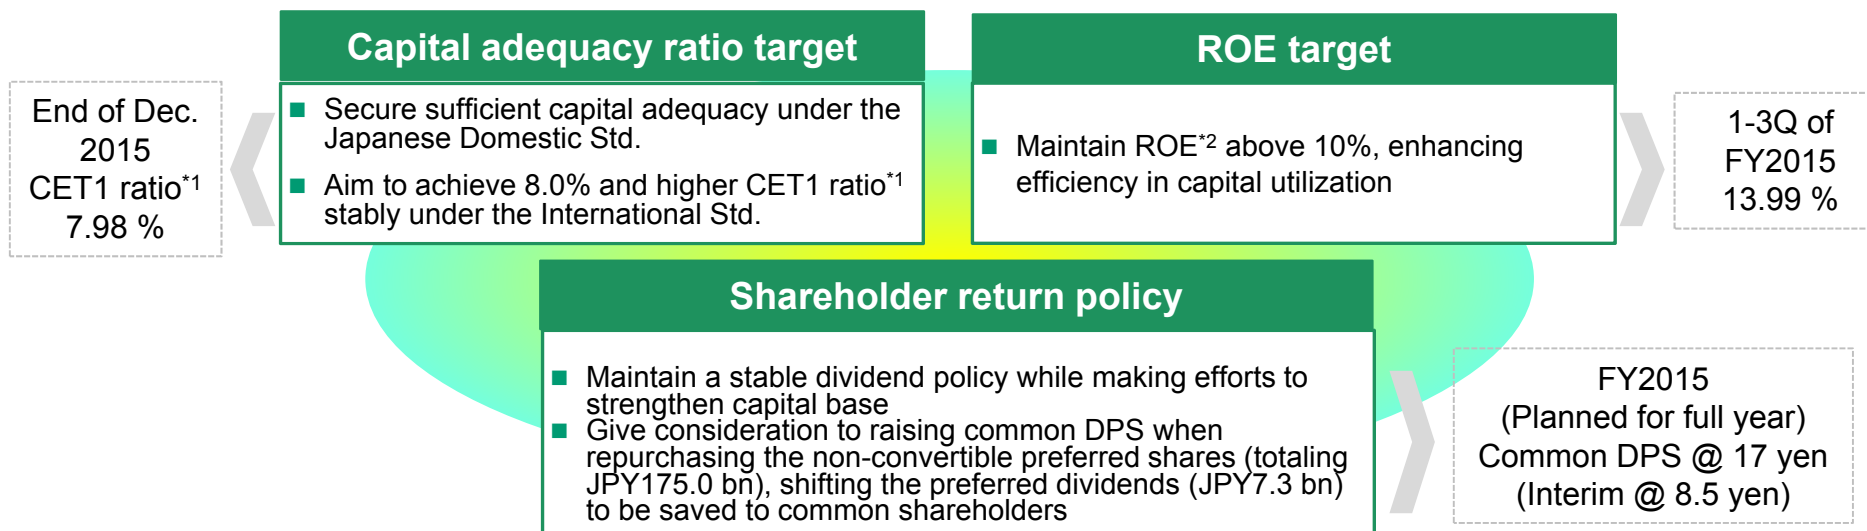 Capital adequacy ratio target
End of Dec.
2015
CET1 ratio*1
7.98 %
■ Secure sufficient capital adequacy under the
Japanese Domestic Std.
■ Aim to achieve 8.0% and higher CET1 ratio*1
stably under the International Std.
ROE target
■ Maintain ROE*2 above 10%, enhancing
efficiency in capital utilization
1-3Q of
FY2015
13.99 %
Shareholder return policy
■ Maintain a stable dividend policy while making efforts to
strengthen capital base
■ Give consideration to raising common DPS when
repurchasing the non-convertible preferred shares (totaling
JPY175.0 bn), shifting the preferred dividends (JPY7.3 bn)
to be saved to common shareholders
FY2015
(Planned for full year)
Common DPS @ 17 yen
(Interim @ 8.5 yen)